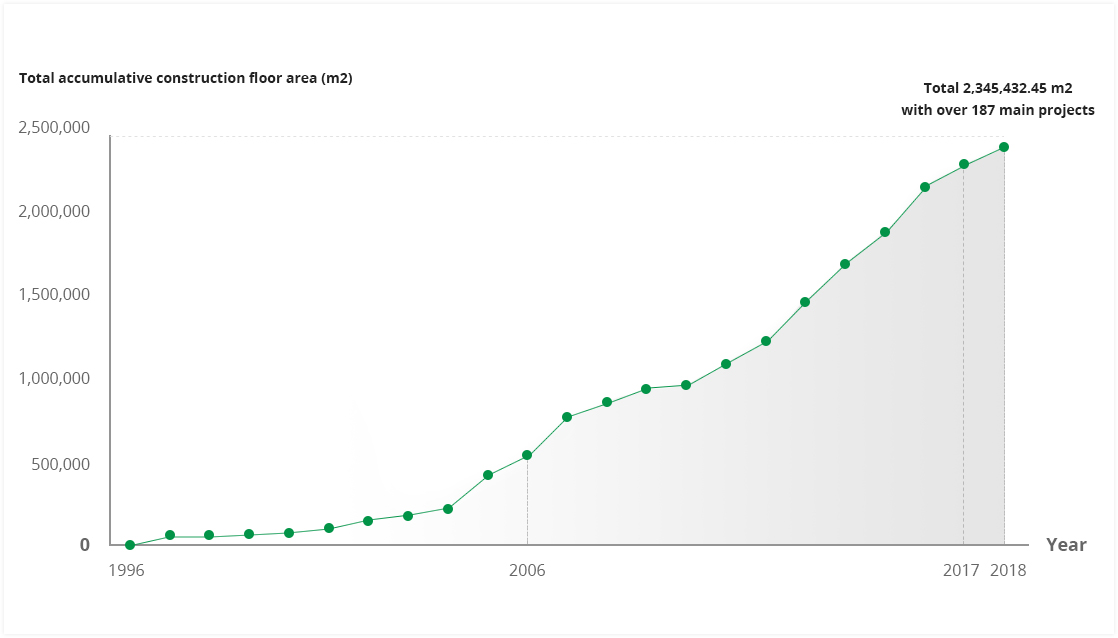 Total accumulative construction floor area (m2)
Total 2,345,432.45 m2
with over 187 main projects
2,500,000
2,000,000
1,500,000
1,000,000
500,000
0
Year
1996
2006
2017
2018